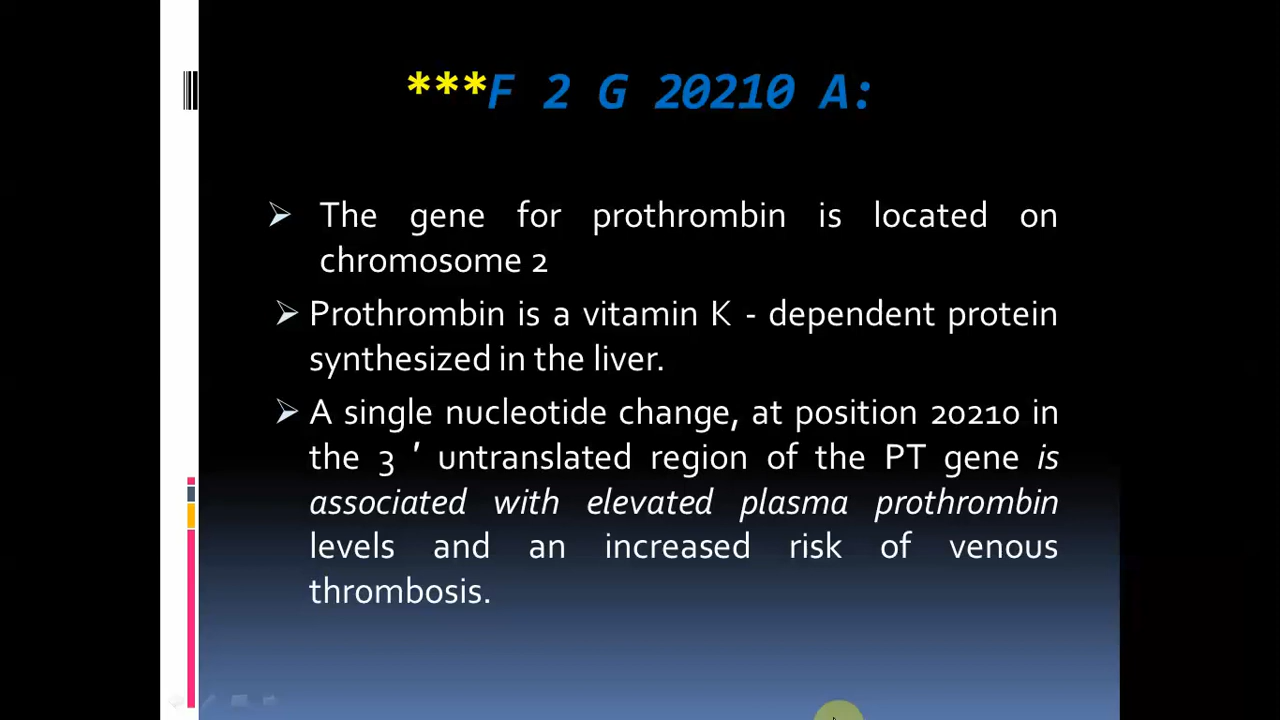 ***F 2 G 20210 A:
➢ The gene for prothrombin is located on
chromosome 2
➢ Prothrombin is a vitamin K - dependent protein
synthesized in the liver.
➢ A single nucleotide change, at position 20210 in
the 3 ′ untranslated region of the PT gene is
associated with elevated plasma prothrombin
levels and an increased risk of venous
thrombosis.